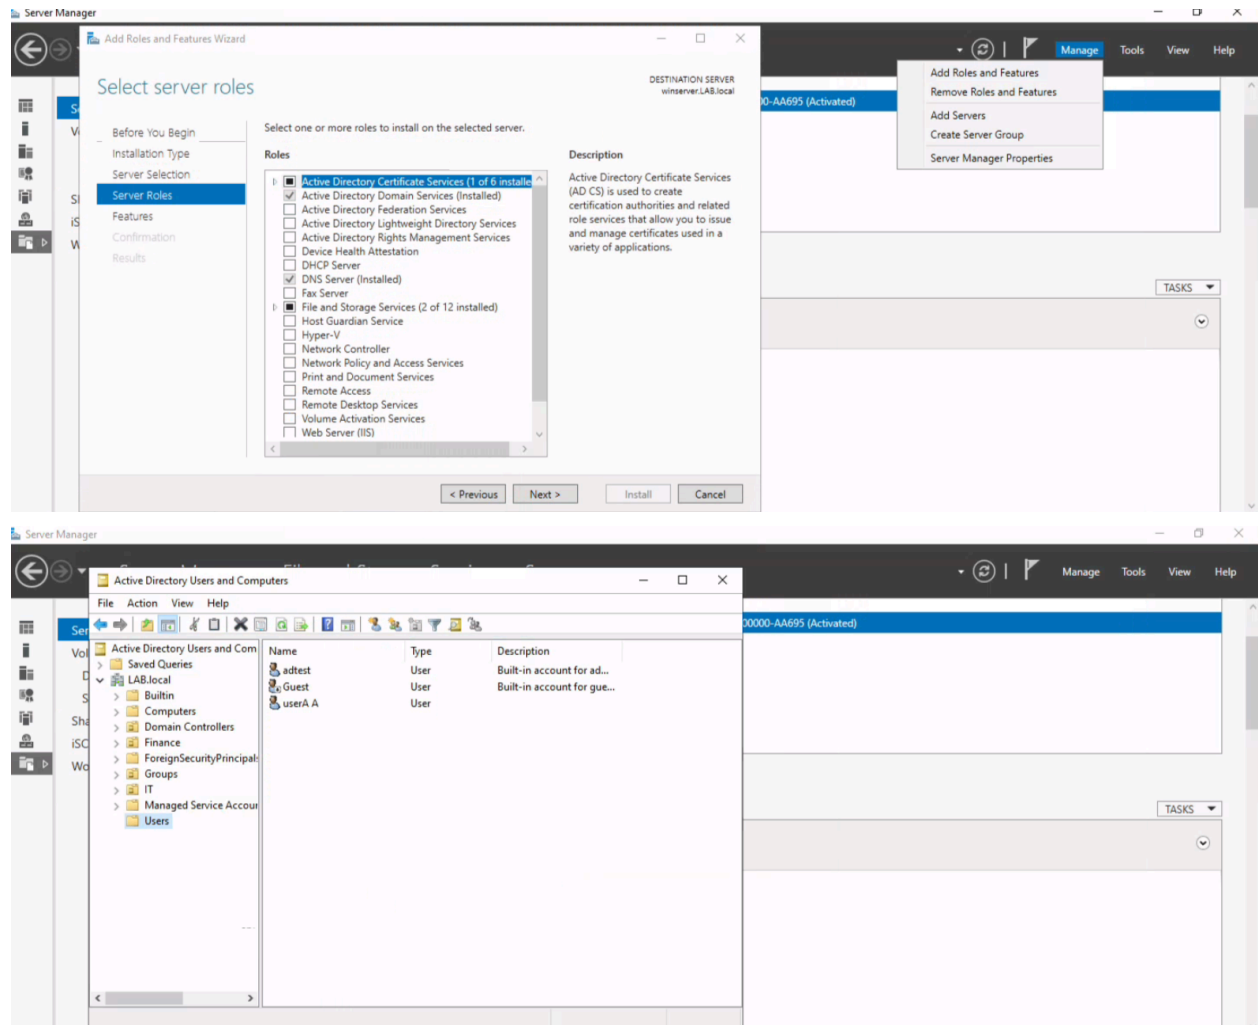 Server Manager
Add Roles and Features Wizard
Manage Tools View Help
Add Roles and Features
Remove Roles and Features
Add Servers
Create Server Group
Server Manager Properties
Select server roles
DESTINATION SERVER
winserver.LAB.local
00-AA695 (Activated)
Before You Begin
Installation Type
Server Selection
Server Roles
Features
Confirmation
Results
Select one or more roles to install on the selected server.
Roles
Active Directory Certificate Services (1 of 6 installe
Active Directory Domain Services (Installed)
Active Directory Federation Services
Active Directory Lightweight Directory Services
Active Directory Rights Management Services
Device Health Attestation
DHCP Server
DNS Server (Installed)
Fax Server
File and Storage Services (2 of 12 installed)
Host Guardian Service
Hyper-V
Network Controller
Network Policy and Access Services
Print and Document Services
Remote Access
Remote Desktop Services
Volume Activation Services
Web Server (IIS)
Description
Active Directory Certificate Services
(AD CS) is used to create
certification authorities and related
role services that allow you to issue
and manage certificates used in a
variety of applications.
TASKS
< Previous Next > Install Cancel
Server Manager
Active Directory Users and Computers
Manage Tools View Help
File Action View Help
00000-AA695 (Activated)
Ser
Vol
D
S
Sha
iSC
Wo
Active Directory Users and Com
Saved Queries
LAB.local
Builtin
Computers
Domain Controllers
Finance
ForeignSecurityPrincipals
Groups
IT
Managed Service Accour
Users
Name Type Description
adtest User Built-in account for ad...
Guest User Built-in account for gue...
userA A User
TASKS